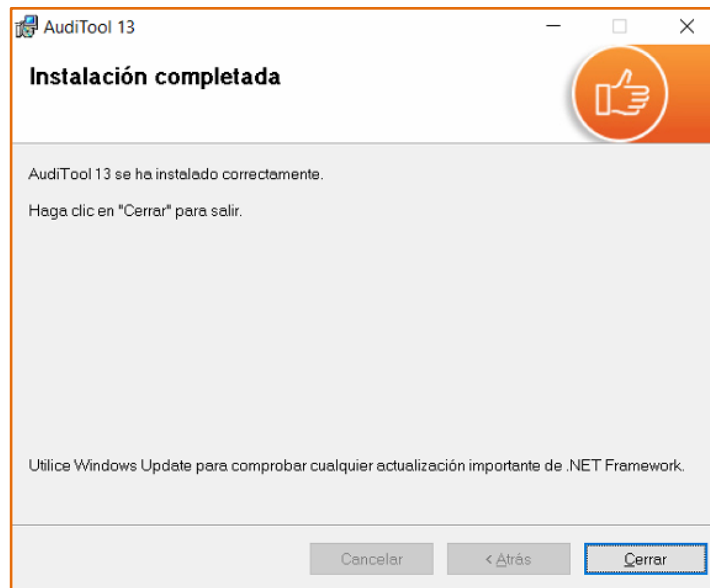 AudiTool 13
Instalación completada
AudiTool 13 se ha instalado correctamente.
Haga clic en "Cerrar" para salir.
Utilice Windows Update para comprobar cualquier actualización importante de .NET Framework.
Cancelar
< Atrás
Cerrar